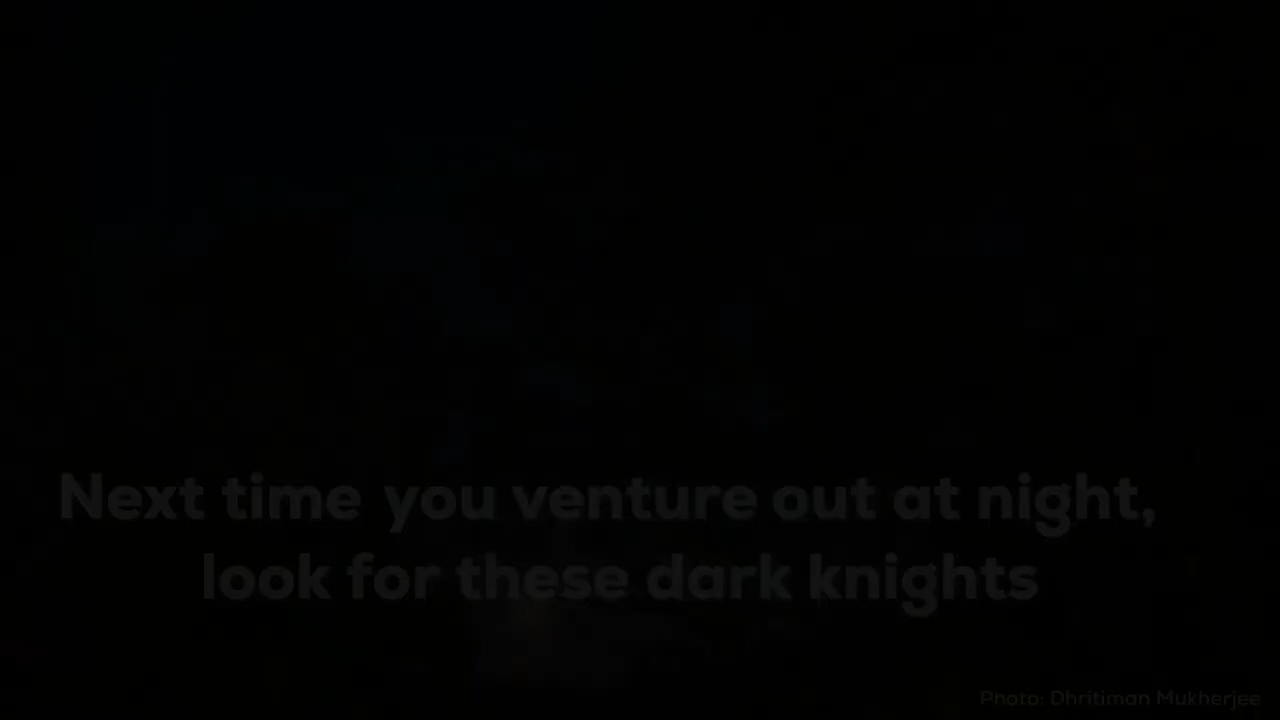 Next time you venture out at night,
look for these dark knights
Photo: Dhritiman Mukherjee